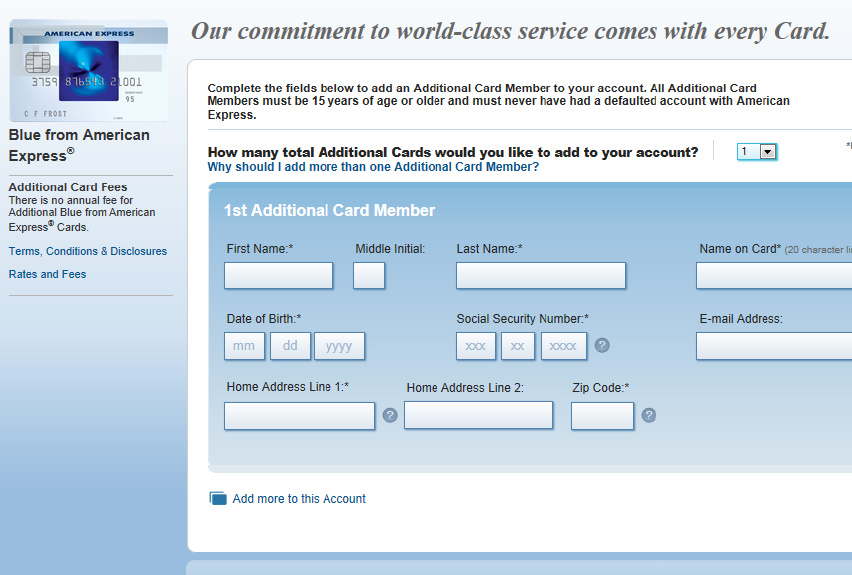 Our commitment to world-class service comes with every Card.
AMERICAN EXPRESS
3759 876543 21001
95
C F FROST
Blue from American
Express®
Additional Card Fees
There is no annual fee for
Additional Blue from American
Express® Cards.
Terms, Conditions & Disclosures
Rates and Fees
Complete the fields below to add an Additional Card Member to your account. All Additional Card
Members must be 15 years of age or older and must never have had a defaulted account with American
Express.
How many total Additional Cards would you like to add to your account? 1 *
Why should I add more than one Additional Card Member?
1st Additional Card Member
First Name:* Middle Initial: Last Name:* Name on Card* (20 character
Date of Birth:* Social Security Number:* E-mail Address:
mm dd yyyy xxx xx xxxx ?
Home Address Line 1:* Home Address Line 2: Zip Code:*
? ?
Add more to this Account